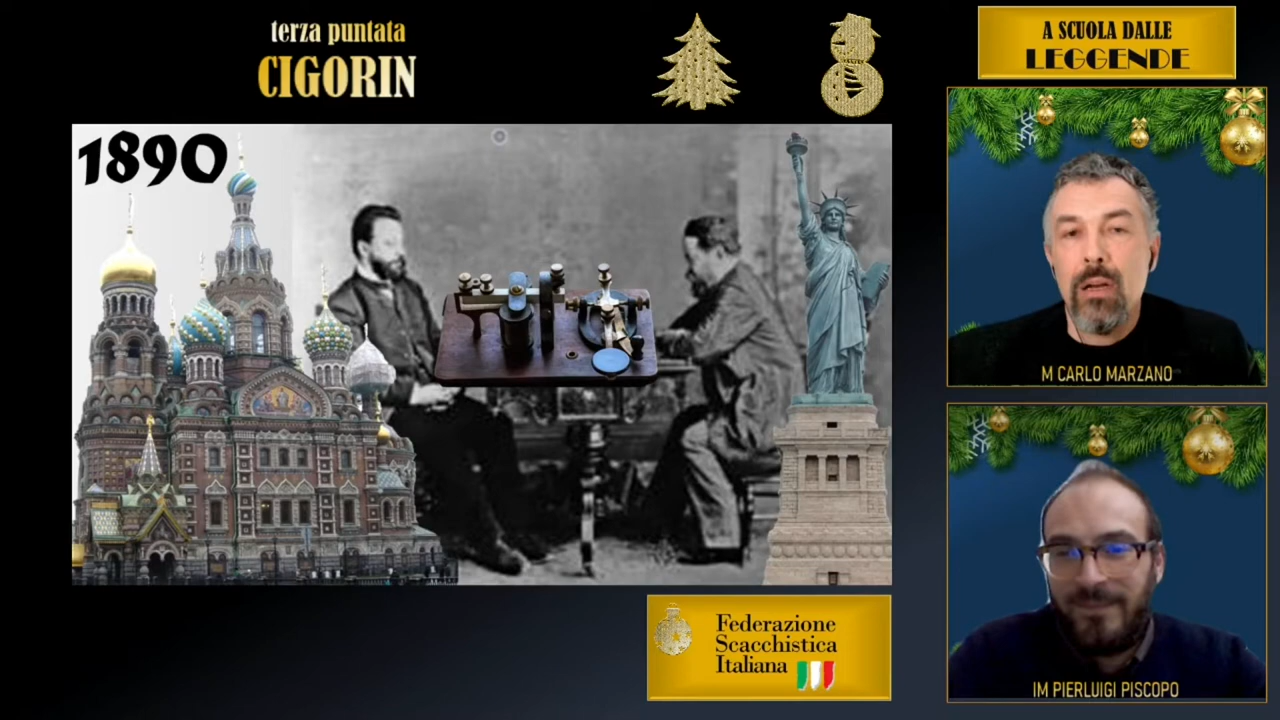 terza puntata
CIGORIN
A SCUOLA DALLE
LEGGENDE
1890
M CARLO MARZANO
Federazione
Scacchistica
Italiana
IM PIERLUIGI PISCOPO